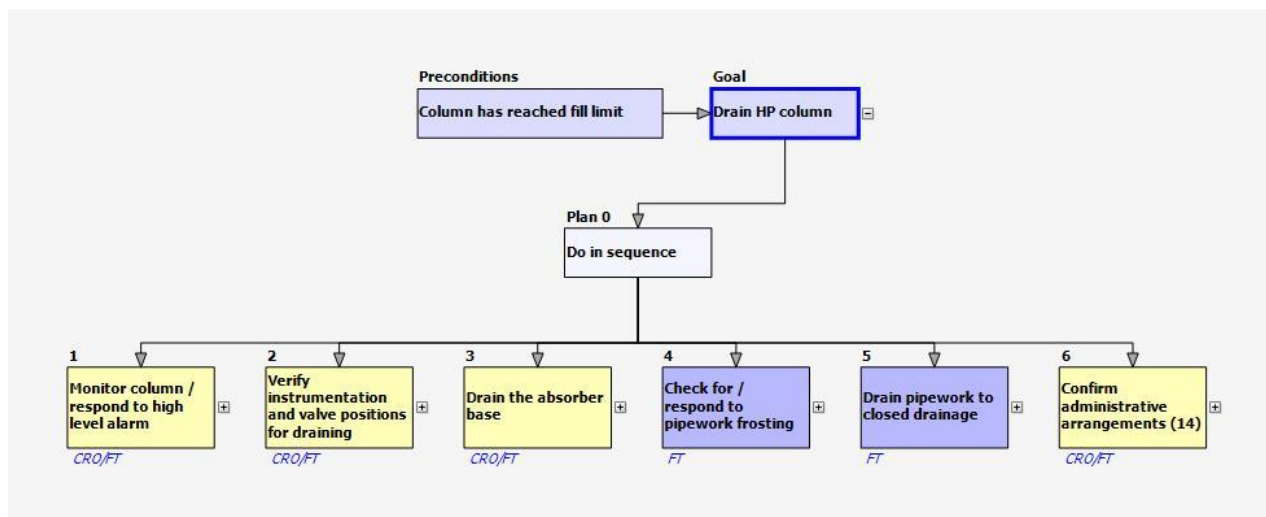 Preconditions
Goal
Column has reached fill limit
Drain HP column
Plan 0
Do in sequence
1
Monitor column /
respond to high
level alarm
CRO/FT
2
Verify
instrumentation
and valve positions
for draining
CRO/FT
3
Drain the absorber
base
CRO/FT
4
Check for /
respond to
pipework frosting
FT
5
Drain pipework to
closed drainage
FT
6
Confirm
administrative
arrangements (14)
CRO/FT